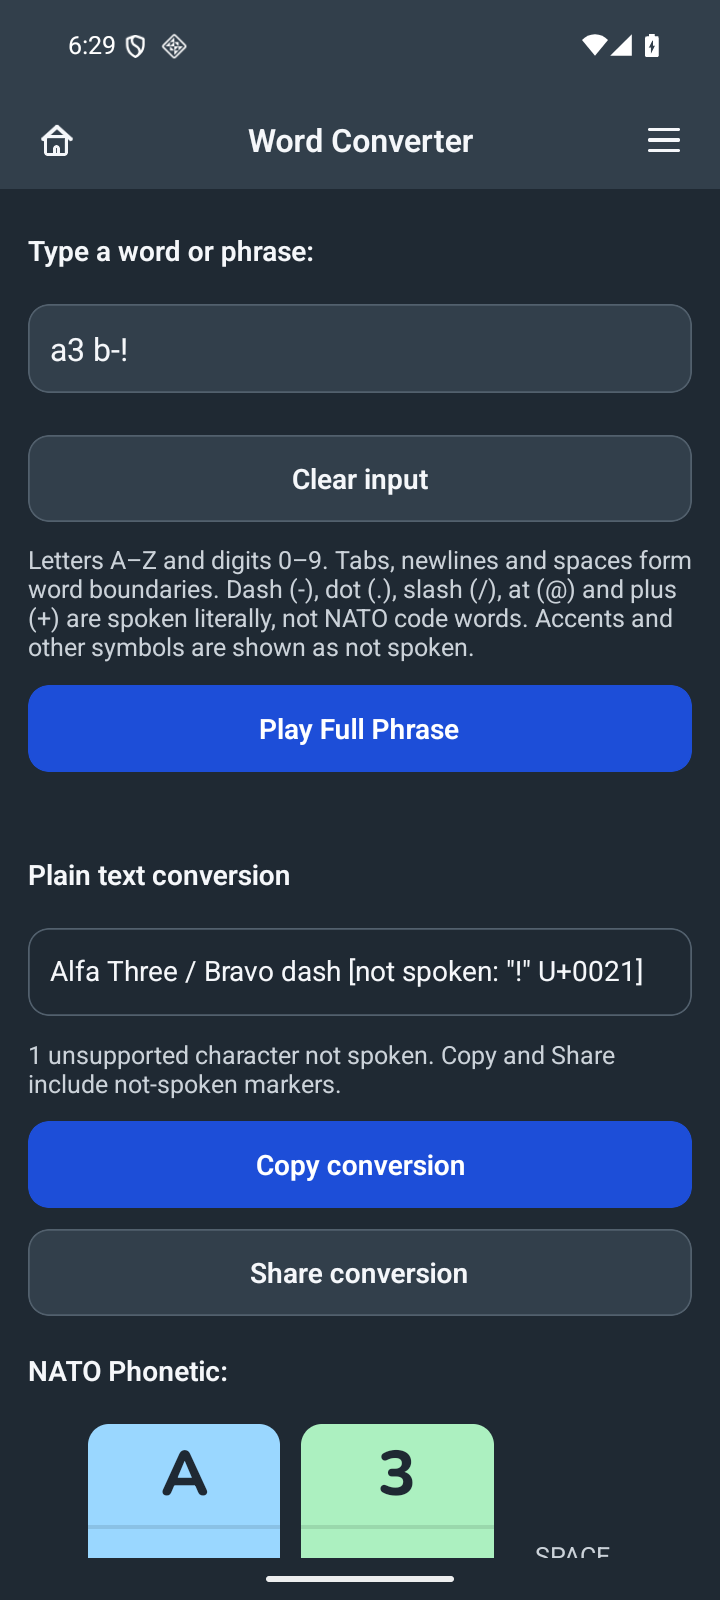 6:29
Word Converter
Type a word or phrase:
a3 b-!
Clear input
Letters A–Z and digits 0–9. Tabs, newlines and spaces form
word boundaries. Dash (-), dot (.), slash (/), at (@) and plus
(+) are spoken literally, not NATO code words. Accents and
other symbols are shown as not spoken.
Play Full Phrase
Plain text conversion
Alfa Three / Bravo dash [not spoken: "!" U+0021]
1 unsupported character not spoken. Copy and Share
include not-spoken markers.
Copy conversion
Share conversion
NATO Phonetic:
A 3
SPACE